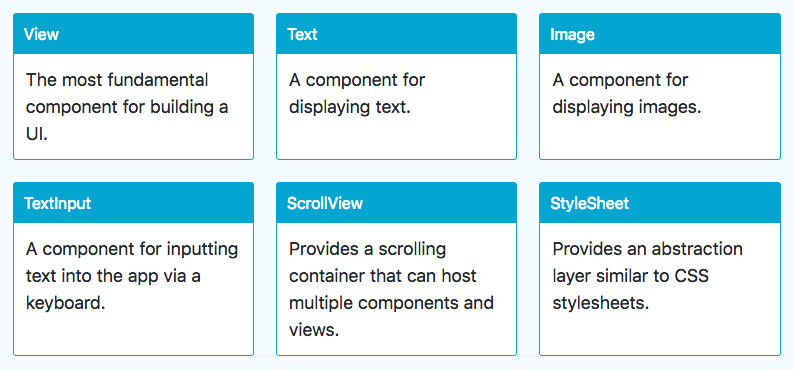 View
The most fundamental
component for building a
UI.
Text
A component for
displaying text.
Image
A component for
displaying images.
TextInput
A component for inputting
text into the app via a
keyboard.
ScrollView
Provides a scrolling
container that can host
multiple components and
views.
StyleSheet
Provides an abstraction
layer similar to CSS
stylesheets.